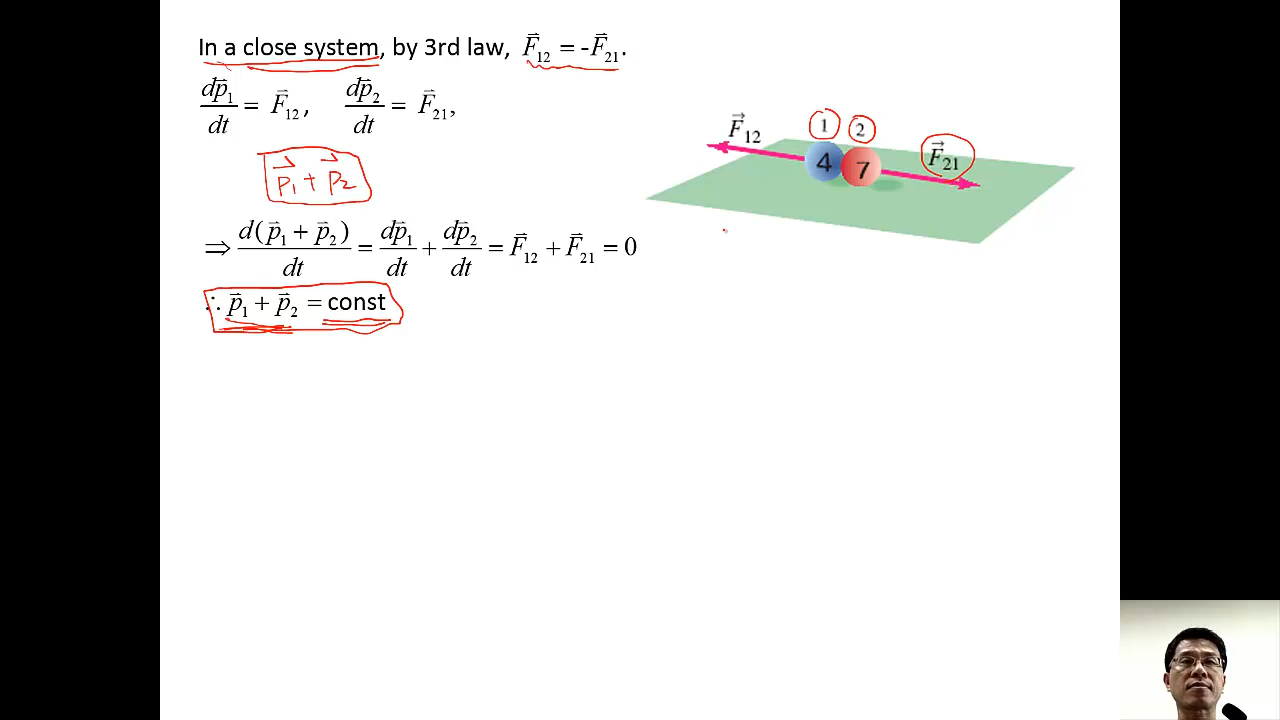 In a close system, by 3rd law, F⃗₁₂ = -F⃗₂₁.
dp⃗₁/dt = F⃗₁₂, dp⃗₂/dt = F⃗₂₁,
p⃗₁ + p⃗₂
⇒ d(p⃗₁ + p⃗₂)/dt = dp⃗₁/dt + dp⃗₂/dt = F⃗₁₂ + F⃗₂₁ = 0
∴ p⃗₁ + p⃗₂ = const
1 2
F⃗₁₂ 4 7 F⃗₂₁